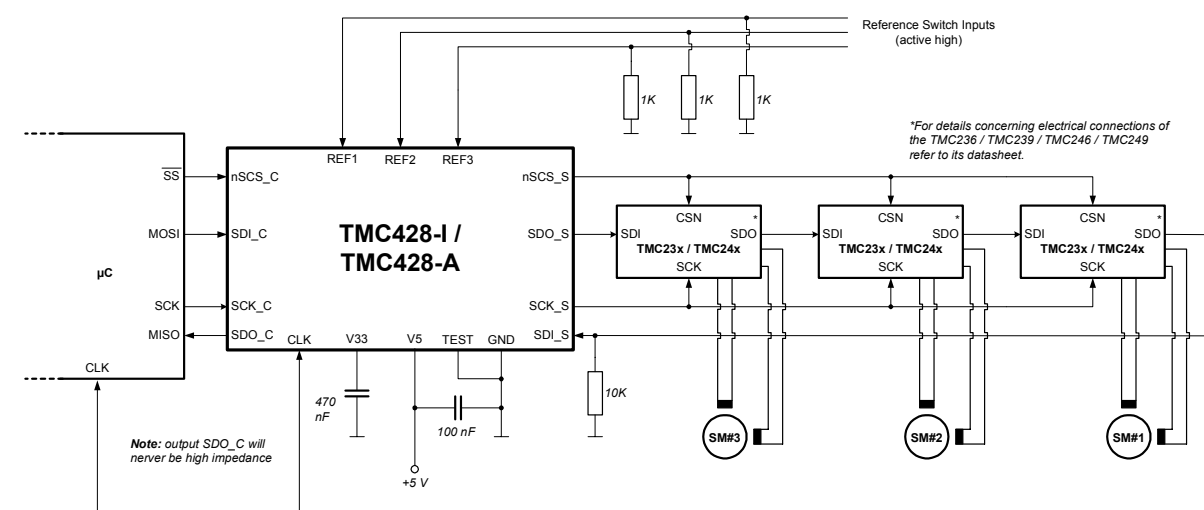 Reference Switch Inputs
(active high)
1K
1K
1K
*For details concerning electrical connections of
the TMC236 / TMC239 / TMC246 / TMC249
refer to its datasheet.
REF1
REF2
REF3
SS
nSCS_C
nSCS_S
MOSI
SDI_C
SDO_S
TMC428-I /
TMC428-A
µC
SCK
SCK_C
SCK_S
MISO
SDO_C
SDI_S
CLK
V33
V5
TEST
GND
CLK
CSN
*
SDI
SDO
TMC23x / TMC24x
SCK
CSN
*
SDI
SDO
TMC23x / TMC24x
SCK
CSN
*
SDI
SDO
TMC23x / TMC24x
SCK
470
nF
100 nF
10K
+5 V
Note: output SDO_C will
nerver be high impedance
SM#3
SM#2
SM#1